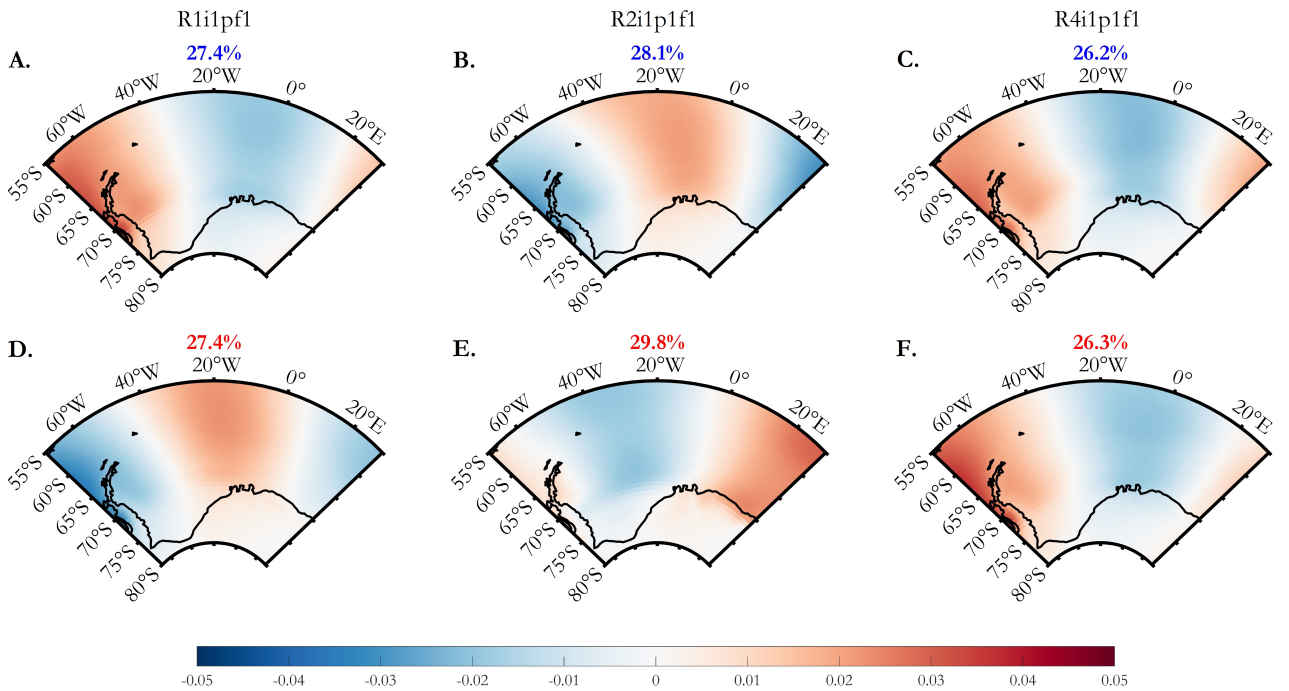 R1i1pf1 R2i1p1f1 R4i1p1f1
A. 27.4% B. 28.1% C. 26.2%
60°W 40°W 20°W 0° 20°E 60°W 40°W 20°W 0° 20°E 60°W 40°W 20°W 0° 20°E
55°S 55°S 55°S
60°S 60°S 60°S
65°S 65°S 65°S
70°S 70°S 70°S
75°S 75°S 75°S
80°S 80°S 80°S
D. 27.4% E. 29.8% F. 26.3%
60°W 40°W 20°W 0° 20°E 60°W 40°W 20°W 0° 20°E 60°W 40°W 20°W 0° 20°E
55°S 55°S 55°S
60°S 60°S 60°S
65°S 65°S 65°S
70°S 70°S 70°S
75°S 75°S 75°S
80°S 80°S 80°S
-0.05 -0.04 -0.03 -0.02 -0.01 0 0.01 0.02 0.03 0.04 0.05